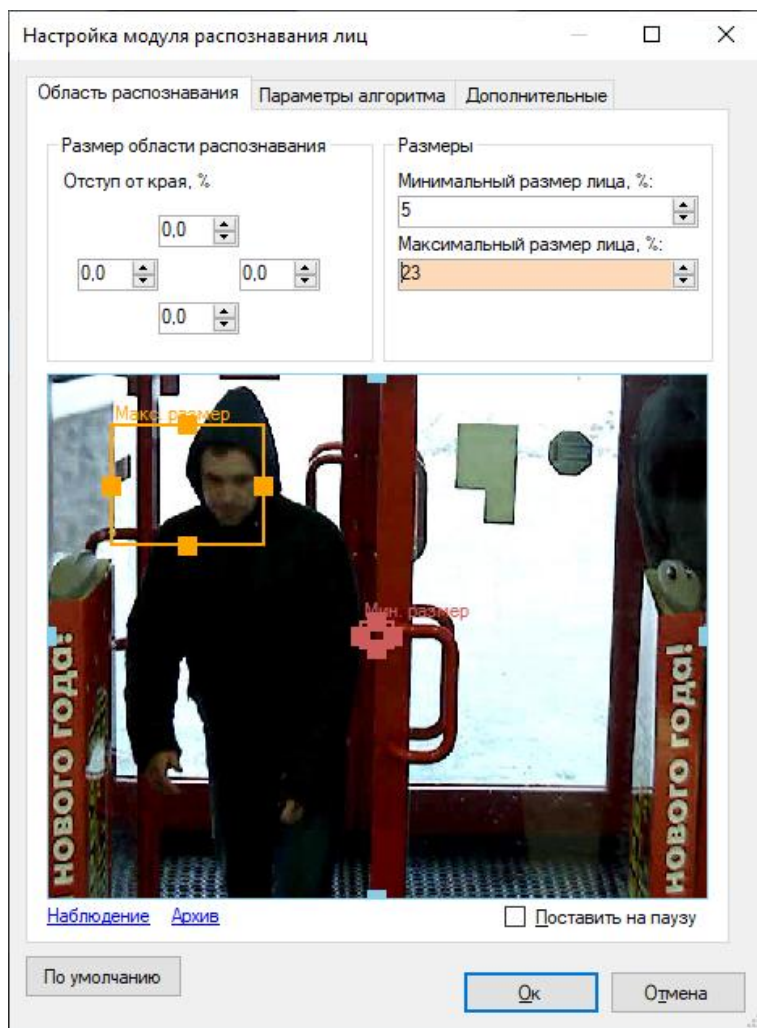 Настройка модуля распознавания лиц
Область распознавания
Параметры алгоритма
Дополнительные
Размер области распознавания
Размеры
Отступ от края, %
Минимальный размер лица, %:
5
0,0
Максимальный размер лица, %:
0,0
0,0
23
0,0
Макс. размер
Мин. размер
НОВОГО ГОДА!
НОВОГО ГОДА!
Наблюдение
Архив
Поставить на паузу
По умолчанию
Ок
Отмена